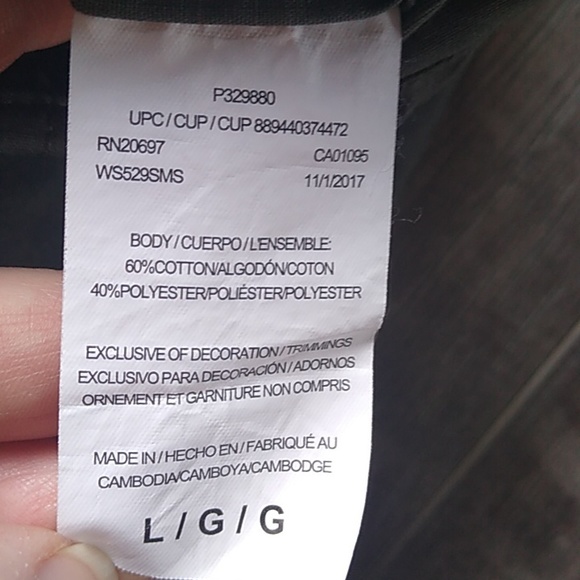 P329880
UPC / CUP / CUP 889440374472
RN20697 CA01095
WS529SMS 11/1/2017
BODY / CUERPO / L'ENSEMBLE:
60%COTTON/ALGODÓN/COTON
40%POLYESTER/POLIÉSTER/POLYESTER
EXCLUSIVE OF DECORATION / TRIMMINGS
EXCLUSIVO PARA DECORACIÓN / ADORNOS
ORNEMENT ET GARNITURE NON COMPRIS
MADE IN / HECHO EN / FABRIQUÉ AU
CAMBODIA/CAMBOYA/CAMBODGE
L / G / G